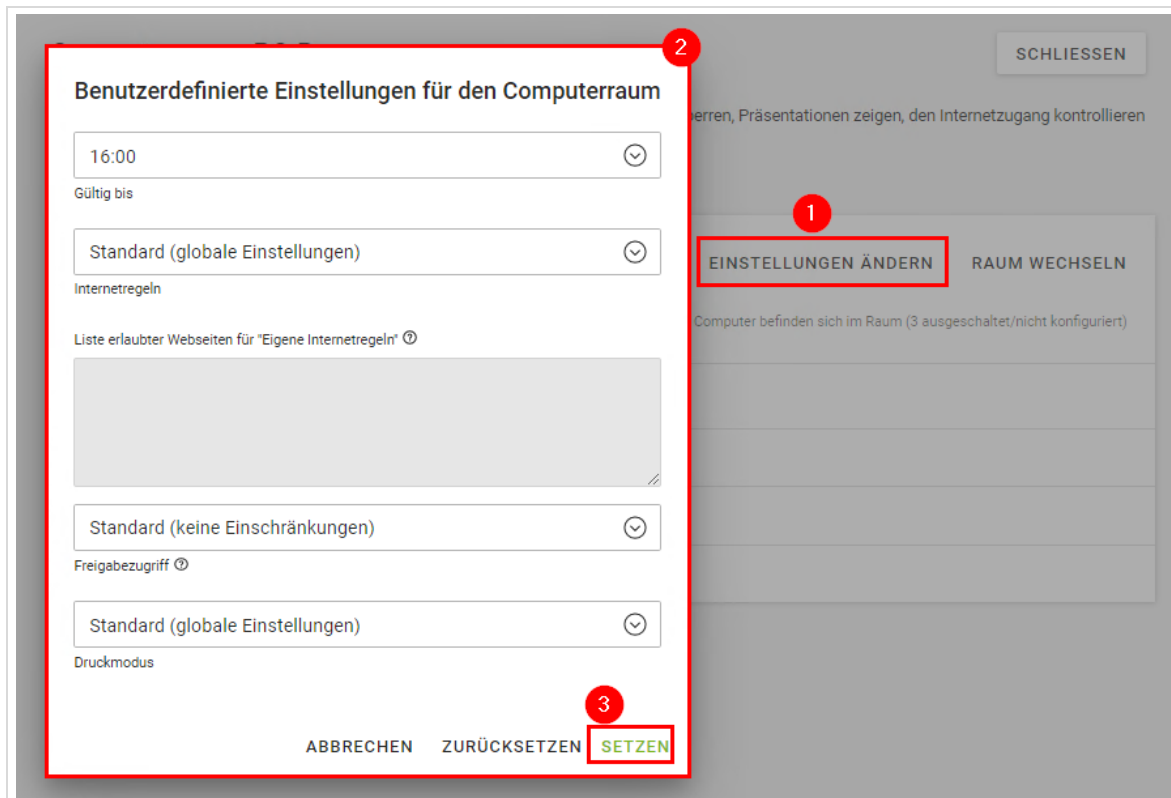 2
SCHLIESSEN
Benutzerdefinierte Einstellungen für den Computerraum
erren, Präsentationen zeigen, den Internetzugang kontrollieren
16:00
Gültig bis
1
Standard (globale Einstellungen)
EINSTELLUNGEN ÄNDERN RAUM WECHSELN
Internetregeln
Computer befinden sich im Raum (3 ausgeschaltet/nicht konfiguriert)
Liste erlaubter Webseiten für "Eigene Internetregeln" ?
Standard (keine Einschränkungen)
Freigabezugriff ?
Standard (globale Einstellungen)
Druckmodus
3
ABBRECHEN ZURÜCKSETZEN SETZEN